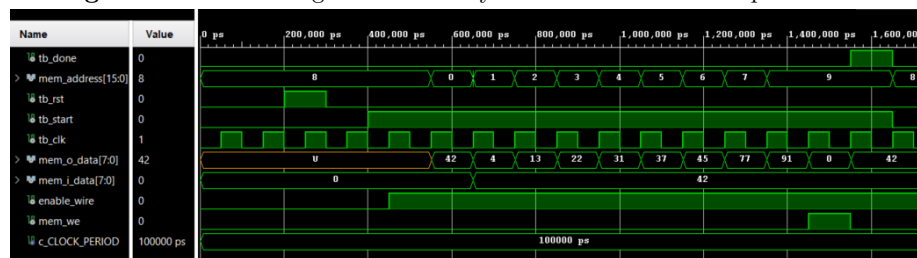 Name Value 0 ps 200,000 ps 400,000 ps 600,000 ps 800,000 ps 1,000,000 ps 1,200,000 ps 1,400,000 ps 1,600,00
tb_done 0
mem_address[15:0] 8 8 0 1 2 3 4 5 6 7 9 8
tb_rst 0
tb_start 0
tb_clk 1
mem_o_data[7:0] 42 U 42 4 13 22 31 37 45 77 91 0 42
mem_i_data[7:0] 0 0 42
enable_wire 0
mem_we 0
c_CLOCK_PERIOD 100000 ps 100000 ps